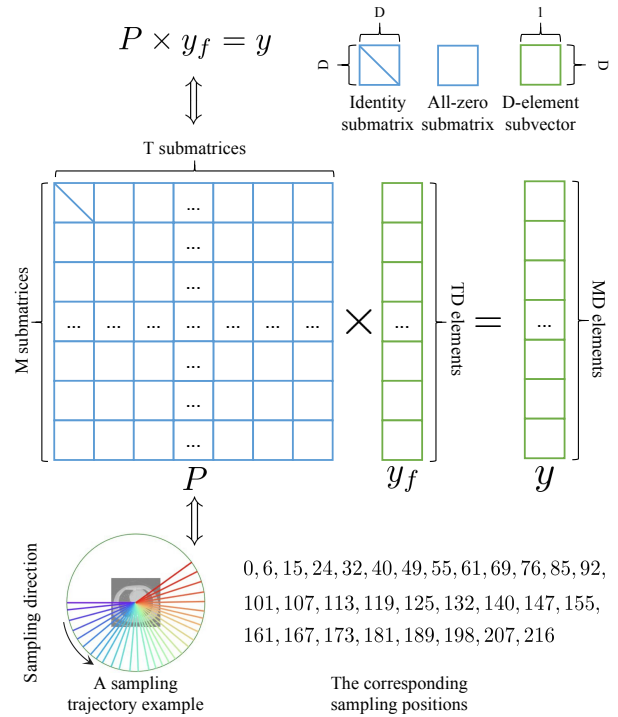 P × y_f = y
D
1
D
D
Identity submatrix
All-zero submatrix
D-element subvector
T submatrices
M submatrices
...
...
...
... ... ... ... ... ... ...
...
...
...
×
...
TD elements
=
...
MD elements
P
y_f
y
Sampling direction
0, 6, 15, 24, 32, 40, 49, 55, 61, 69, 76, 85, 92,
101, 107, 113, 119, 125, 132, 140, 147, 155,
161, 167, 173, 181, 189, 198, 207, 216
A sampling
trajectory example
The corresponding
sampling positions